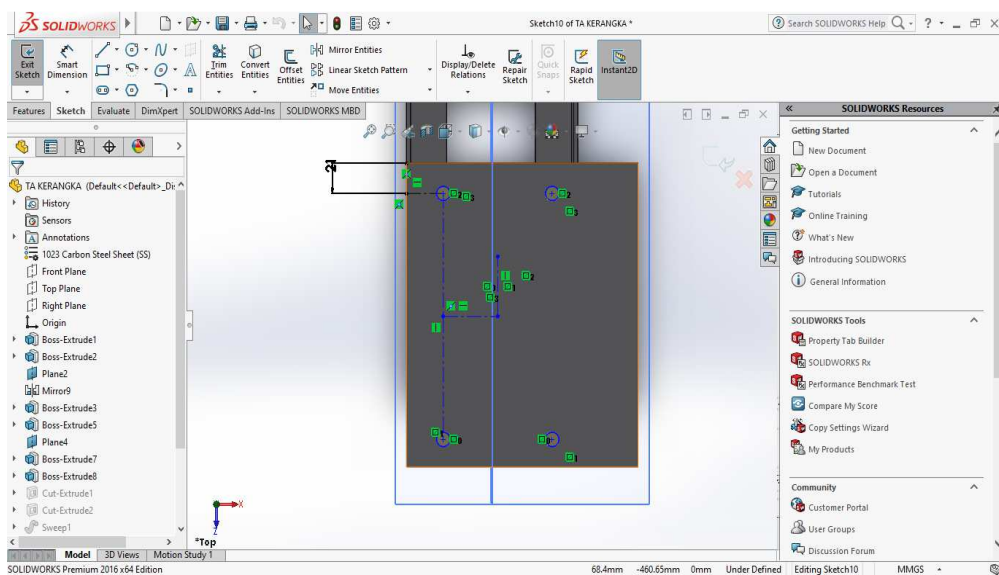 SOLIDWORKS
Sketch10 of TA KERANGKA *
Search SOLIDWORKS Help
Exit Sketch
Smart Dimension
Trim Entities
Convert Entities
Offset Entities
Mirror Entities
Linear Sketch Pattern
Move Entities
Display/Delete Relations
Repair Sketch
Quick Snaps
Rapid Sketch
Instant2D
Features Sketch Evaluate DimXpert SOLIDWORKS Add-Ins SOLIDWORKS MBD
TA KERANGKA (Default<<Default>_Dis
History
Sensors
Annotations
1023 Carbon Steel Sheet (SS)
Front Plane
Top Plane
Right Plane
Origin
Boss-Extrude1
Boss-Extrude2
Plane2
Mirror9
Boss-Extrude3
Boss-Extrude5
Plane4
Boss-Extrude7
Boss-Extrude8
Cut-Extrude1
Cut-Extrude2
Sweep1
X
Z
*Top
SOLIDWORKS Resources
Getting Started
New Document
Open a Document
Tutorials
Online Training
What's New
Introducing SOLIDWORKS
General Information
SOLIDWORKS Tools
Property Tab Builder
SOLIDWORKS Rx
Performance Benchmark Test
Compare My Score
Copy Settings Wizard
My Products
Community
Customer Portal
User Groups
Discussion Forum
Model 3D Views Motion Study 1
SOLIDWORKS Premium 2016 x64 Edition 68.4mm -460.65mm 0mm Under Defined Editing Sketch10 MMGS